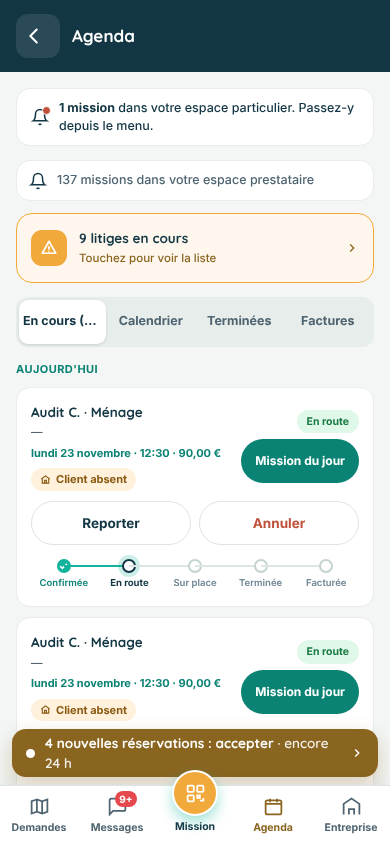 Agenda
1 mission dans votre espace particulier. Passez-y
depuis le menu.
137 missions dans votre espace prestataire
9 litiges en cours
Touchez pour voir la liste
En cours (... Calendrier Terminées Factures
AUJOURD'HUI
Audit C. · Ménage
En route
—
lundi 23 novembre · 12:30 · 90,00 €
Mission du jour
Client absent
Reporter Annuler
Confirmée En route Sur place Terminée Facturée
Audit C. · Ménage
En route
—
lundi 23 novembre · 12:30 · 90,00 €
Mission du jour
Client absent
4 nouvelles réservations : accepter · encore
24 h
9+
Demandes Messages Mission Agenda Entreprise